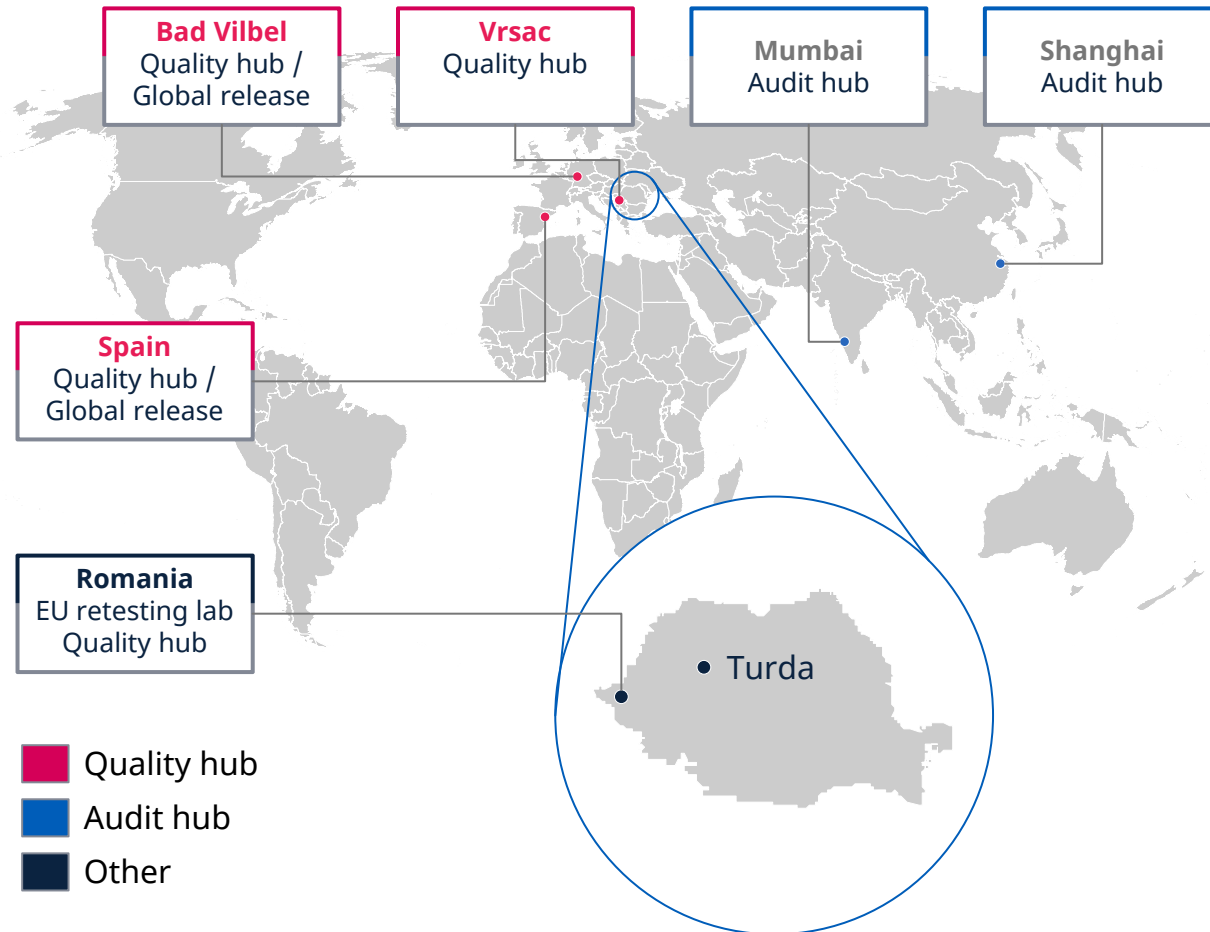 Bad Vilbel
Quality hub /
Global release
Vrsac
Quality hub
Mumbai
Audit hub
Shanghai
Audit hub
Spain
Quality hub /
Global release
Romania
EU retesting lab
Quality hub
Turda
Quality hub
Audit hub
Other